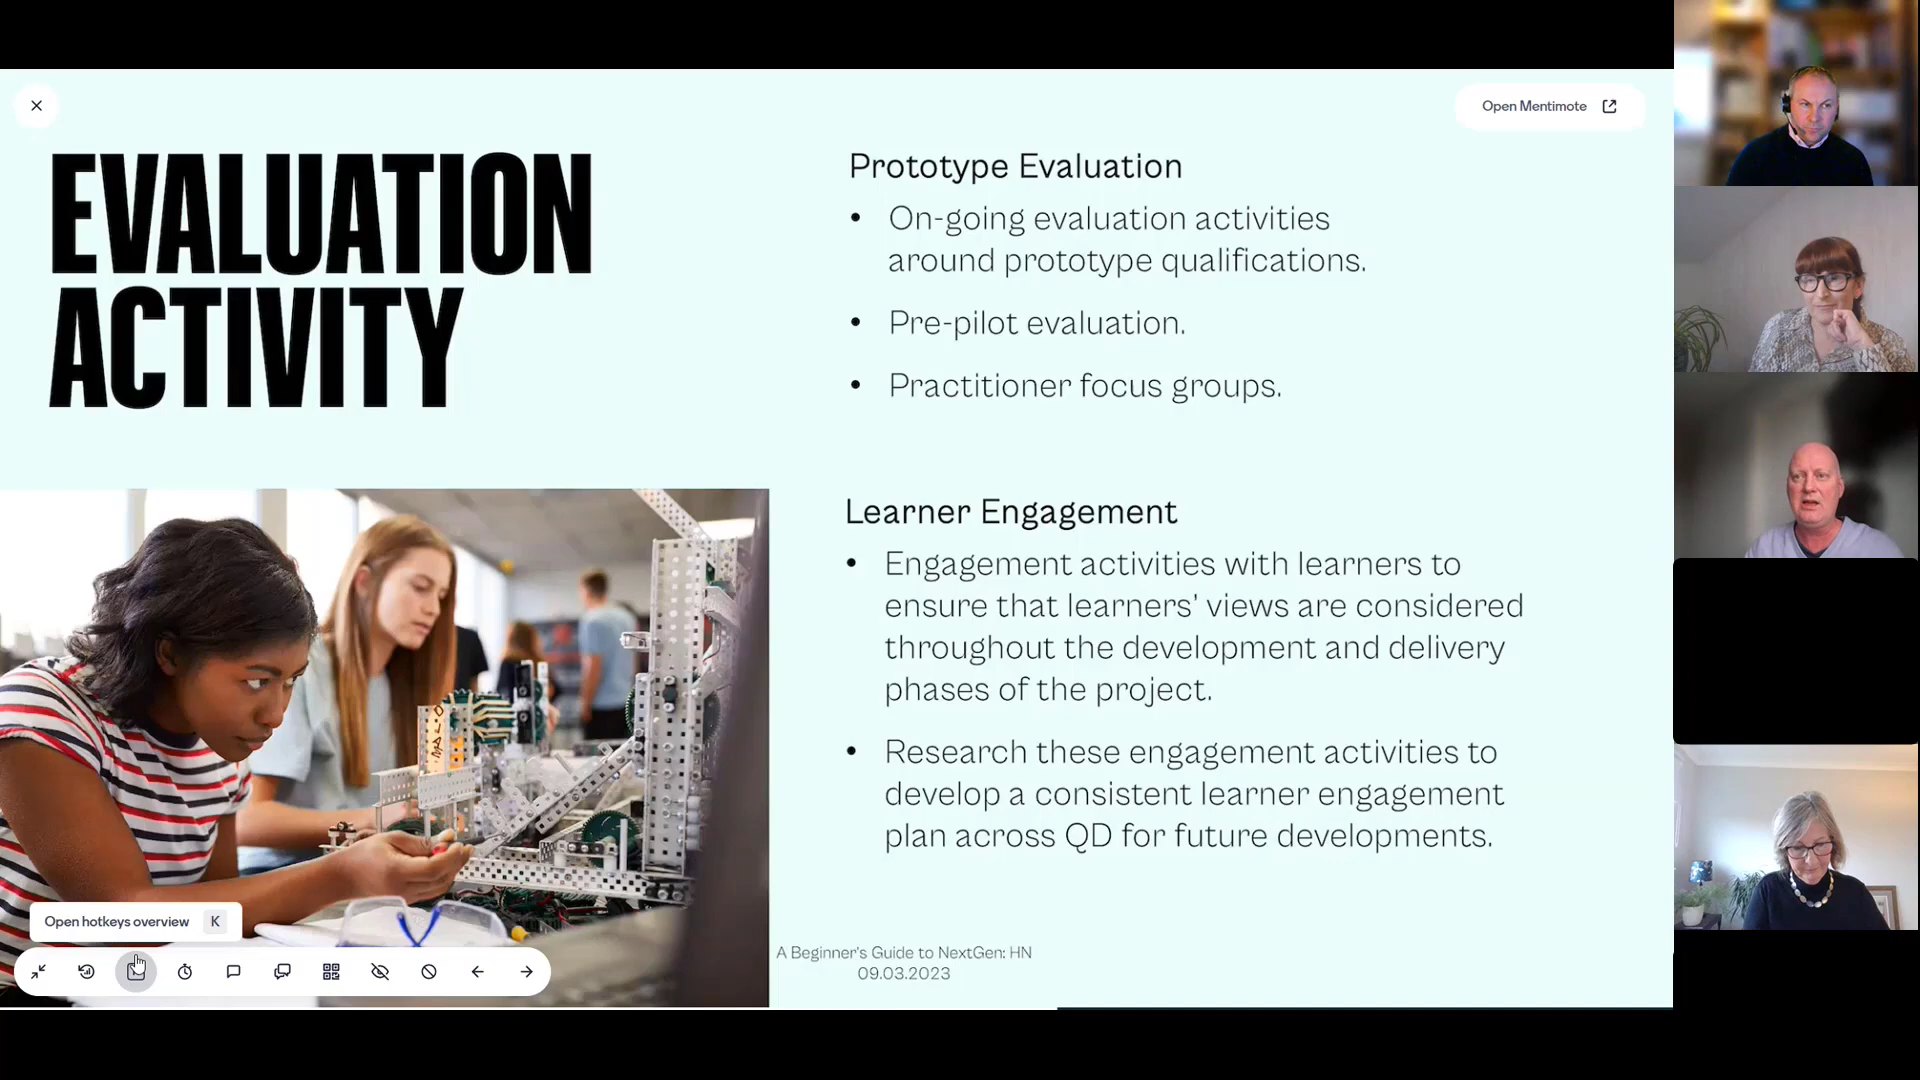 Open Mentimote
EVALUATION
ACTIVITY
Prototype Evaluation
• On-going evaluation activities
around prototype qualifications.
• Pre-pilot evaluation.
• Practitioner focus groups.
Learner Engagement
• Engagement activities with learners to
ensure that learners' views are considered
throughout the development and delivery
phases of the project.
• Research these engagement activities to
develop a consistent learner engagement
plan across QD for future developments.
Open hotkeys overview K
A Beginner's Guide to NextGen: HN
09.03.2023